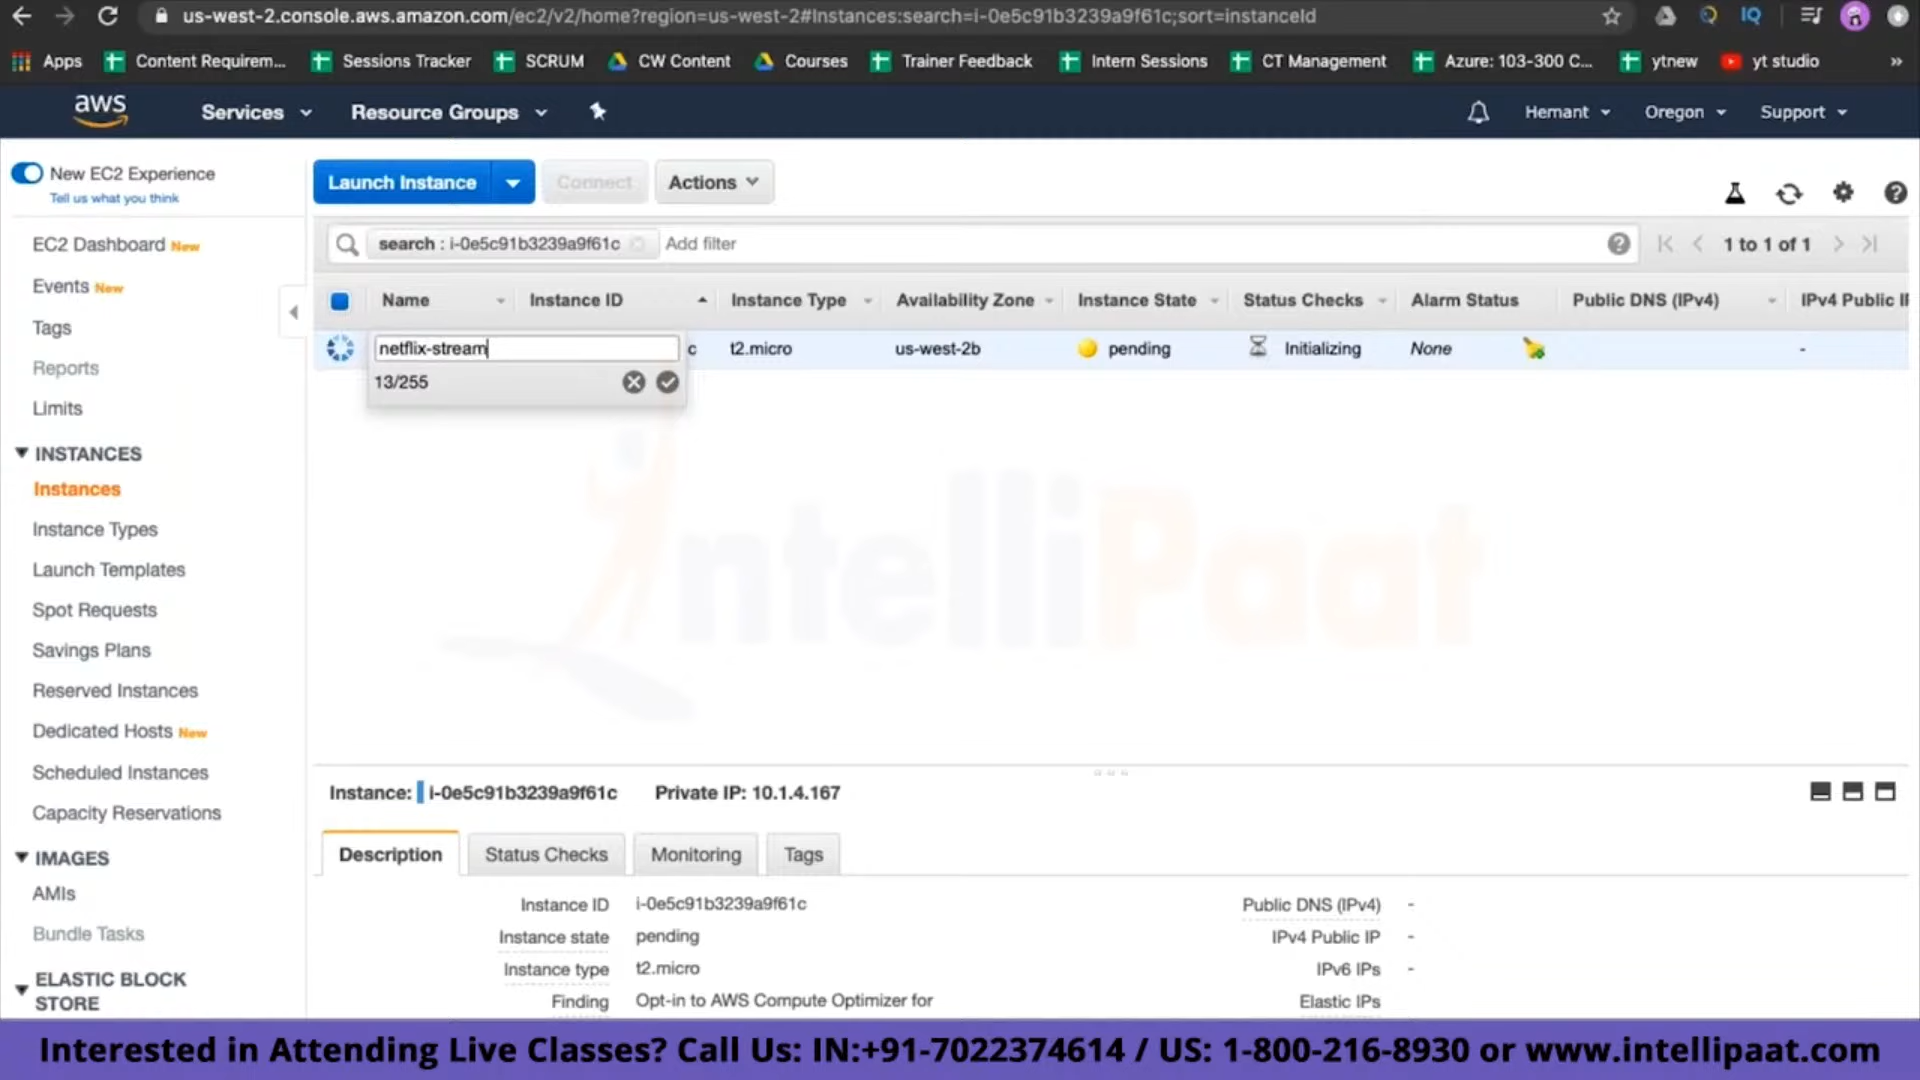 us-west-2.console.aws.amazon.com/ec2/v2/home?region=us-west-2#Instances:search=i-0e5c91b3239a9f61c;sort=instanceId
Apps Content Requirem... Sessions Tracker SCRUM CW Content Courses Trainer Feedback Intern Sessions CT Management Azure: 103-300 C... ytnew yt studio »
aws Services Resource Groups Hemant Oregon Support
New EC2 Experience
Tell us what you think
EC2 Dashboard New
Events New
Tags
Reports
Limits
INSTANCES
Instances
Instance Types
Launch Templates
Spot Requests
Savings Plans
Reserved Instances
Dedicated Hosts New
Scheduled Instances
Capacity Reservations
IMAGES
AMIs
Bundle Tasks
ELASTIC BLOCK
STORE
Launch Instance Connect Actions
search : i-0e5c91b3239a9f61c Add filter 1 to 1 of 1
Name Instance ID Instance Type Availability Zone Instance State Status Checks Alarm Status Public DNS (IPv4) IPv4 Public IP
netflix-stream c t2.micro us-west-2b pending Initializing None -
13/255
IntelliPaat
Instance: i-0e5c91b3239a9f61c Private IP: 10.1.4.167
Description Status Checks Monitoring Tags
Instance ID i-0e5c91b3239a9f61c Public DNS (IPv4) -
Instance state pending IPv4 Public IP -
Instance type t2.micro IPv6 IPs -
Finding Opt-in to AWS Compute Optimizer for Elastic IPs
Interested in Attending Live Classes? Call Us: IN:+91-7022374614 / US: 1-800-216-8930 or www.intellipaat.com